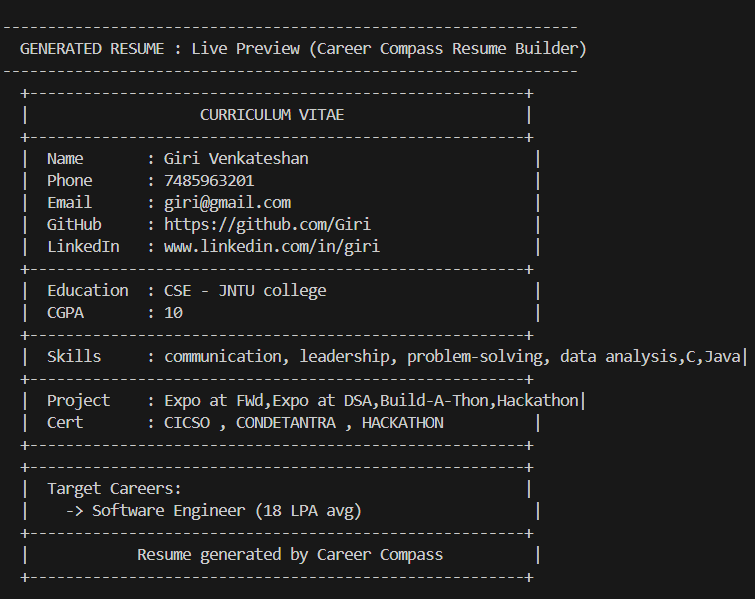 ----------------------------------------------------------------
GENERATED RESUME : Live Preview (Career Compass Resume Builder)
----------------------------------------------------------------
+-------------------------------------------------------+
| CURRICULUM VITAE |
+-------------------------------------------------------+
| Name : Giri Venkateshan |
| Phone : 7485963201 |
| Email : giri@gmail.com |
| GitHub : https://github.com/Giri |
| LinkedIn : www.linkedin.com/in/giri |
+-------------------------------------------------------+
| Education : CSE - JNTU college |
| CGPA : 10 |
+-------------------------------------------------------+
| Skills : communication, leadership, problem-solving, data analysis,C,Java|
+-------------------------------------------------------+
| Project : Expo at FWd,Expo at DSA,Build-A-Thon,Hackathon|
| Cert : CICSO , CONDETANTRA , HACKATHON |
+-------------------------------------------------------+
+-------------------------------------------------------+
| Target Careers: |
| -> Software Engineer (18 LPA avg) |
+-------------------------------------------------------+
| Resume generated by Career Compass |
+-------------------------------------------------------+